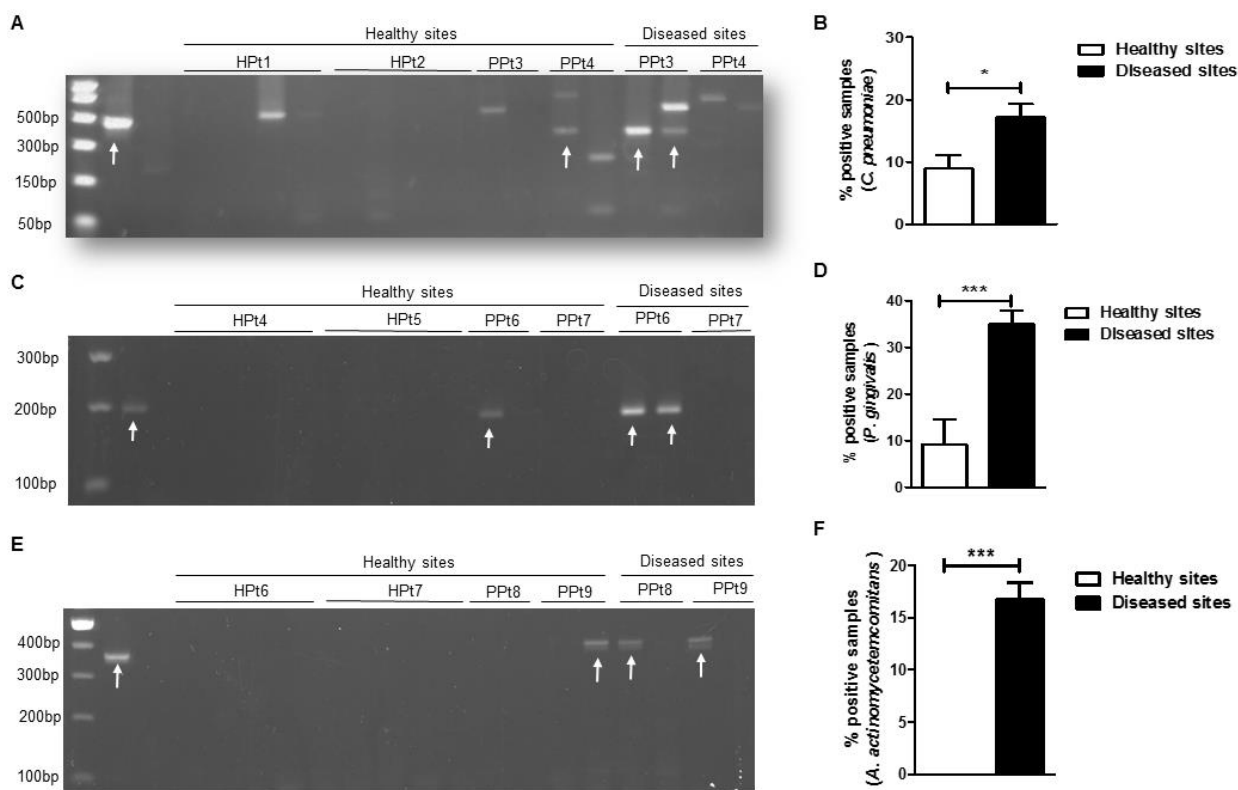 A
Healthy sites
Diseased sites
HPt1 HPt2 PPt3 PPt4 PPt3 PPt4
500bp
300bp
150bp
50bp
B
% positive samples
(C. pneumoniae)
30
20
10
0
*
Healthy sites
Diseased sites
C
Healthy sites
Diseased sites
HPt4 HPt5 PPt6 PPt7 PPt6 PPt7
300bp
200bp
100bp
D
% positive samples
(P. gingivalis)
40
30
20
10
0
***
Healthy sites
Diseased sites
E
Healthy sites
Diseased sites
HPt6 HPt7 PPt8 PPt9 PPt8 PPt9
400bp
300bp
200bp
100bp
F
% positive samples
(A. actinomycetemcomitans)
20
15
10
5
0
***
Healthy sites
Diseased sites